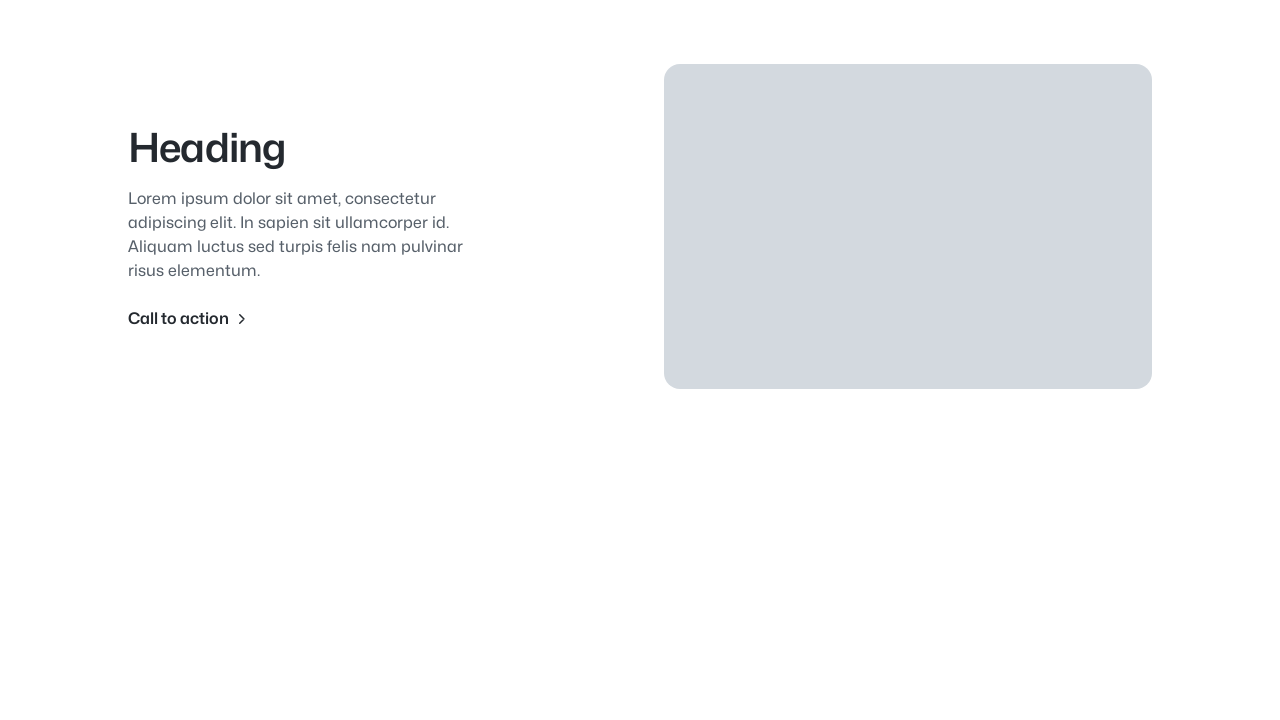 Heading
Lorem ipsum dolor sit amet, consectetur
adipiscing elit. In sapien sit ullamcorper id.
Aliquam luctus sed turpis felis nam pulvinar
risus elementum.
Call to action